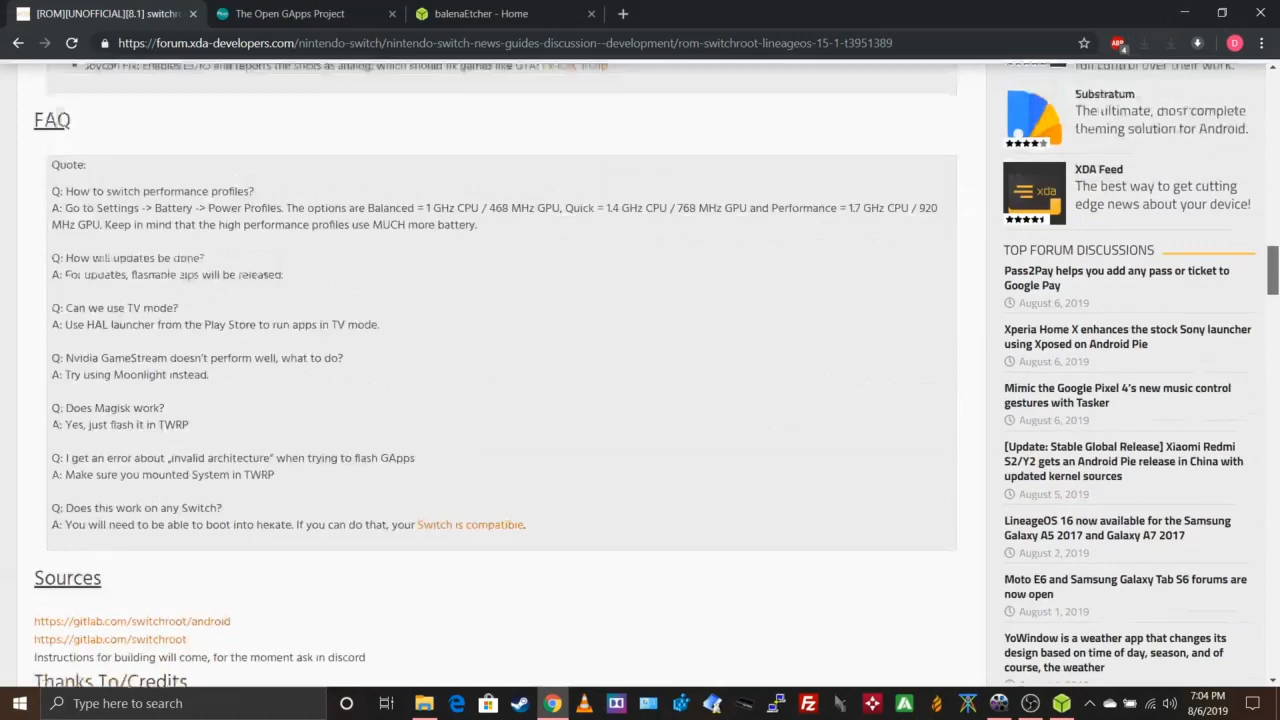 [ROM][UNOFFICIAL][8.1] switchr
The Open GApps Project
balenaEtcher - Home
https://forum.xda-developers.com/nintendo-switch/nintendo-switch-news-guides-discussion--development/rom-switchroot-lineageos-15-1-t3951389
ABP
4
D
FAQ
Quote:
Q: How to switch performance profiles?
A: Go to Settings -> Battery -> Power Profiles. The options are Balanced = 1 GHz CPU / 468 MHz GPU, Quick = 1.4 GHz CPU / 768 MHz GPU and Performance = 1.7 GHz CPU / 920
MHz GPU. Keep in mind that the high performance profiles use MUCH more battery.
Q: How will updates be done?
A: For updates, flashable zips will be released.
Q: Can we use TV mode?
A: Use HAL launcher from the Play Store to run apps in TV mode.
Q: Nvidia GameStream doesn't perform well, what to do?
A: Try using Moonlight instead.
Q: Does Magisk work?
A: Yes, just flash it in TWRP
Q: I get an error about „invalid architecture" when trying to flash GApps
A: Make sure you mounted System in TWRP
Q: Does this work on any Switch?
A: You will need to be able to boot into hekate. If you can do that, your Switch is compatible.
Sources
https://gitlab.com/switchroot/android
https://gitlab.com/switchroot
Instructions for building will come, for the moment ask in discord
Thanks To/Credits
full control over their work.
Substratum
The ultimate, most complete
theming solution for Android.
xda
XDA Feed
The best way to get cutting
edge news about your device!
TOP FORUM DISCUSSIONS
Pass2Pay helps you add any pass or ticket to
Google Pay
August 6, 2019
Xperia Home X enhances the stock Sony launcher
using Xposed on Android Pie
August 6, 2019
Mimic the Google Pixel 4's new music control
gestures with Tasker
August 6, 2019
[Update: Stable Global Release] Xiaomi Redmi
S2/Y2 gets an Android Pie release in China with
updated kernel sources
August 5, 2019
LineageOS 16 now available for the Samsung
Galaxy A5 2017 and Galaxy A7 2017
August 2, 2019
Moto E6 and Samsung Galaxy Tab S6 forums are
now open
August 1, 2019
YoWindow is a weather app that changes its
design based on time of day, season, and of
course, the weather
Type here to search
7:04 PM
8/6/2019